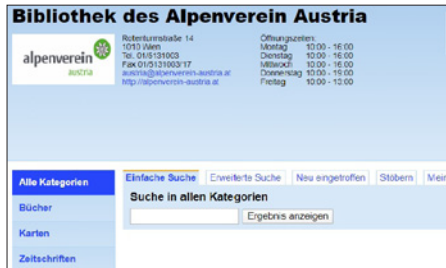 Bibliothek des Alpenverein Austria
alpenverein
austria
Rotenturmstraße 14
1010 Wien
Tel. 01/5131003
Fax 01/5131003/17
austria@alpenverein-austria.at
http://alpenverein-austria.at
Öffnungszeiten:
Montag 10:00 - 16:00
Dienstag 10:00 - 16:00
Mittwoch 10:00 - 16:00
Donnerstag 10:00 - 19:00
Freitag 10:00 - 13:00
Alle Kategorien
Bücher
Karten
Zeitschriften
Einfache Suche Erweiterte Suche Neu eingetroffen Stöbern Mein
Suche in allen Kategorien
Ergebnis anzeigen